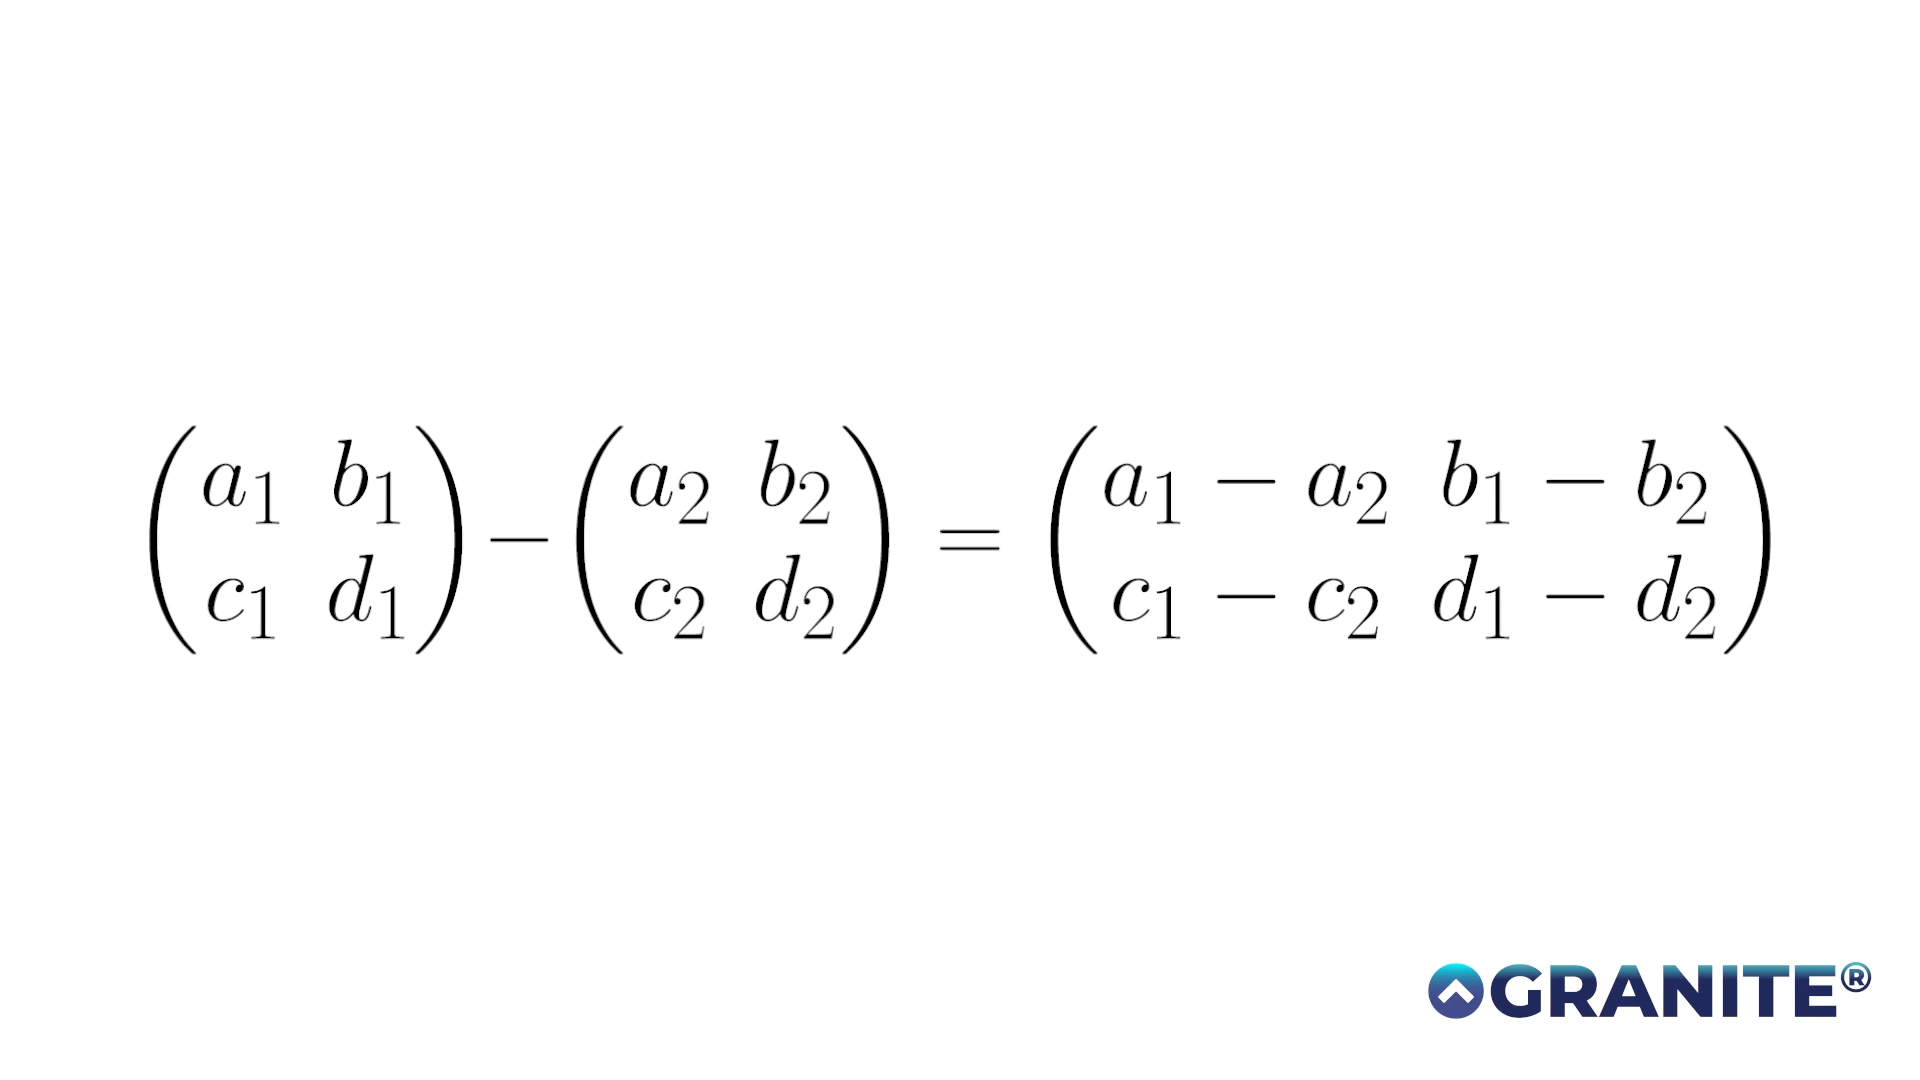 (a₁ b₁
c₁ d₁) − (a₂ b₂
c₂ d₂) = (a₁ − a₂ b₁ − b₂
c₁ − c₂ d₁ − d₂)
GRANITE®